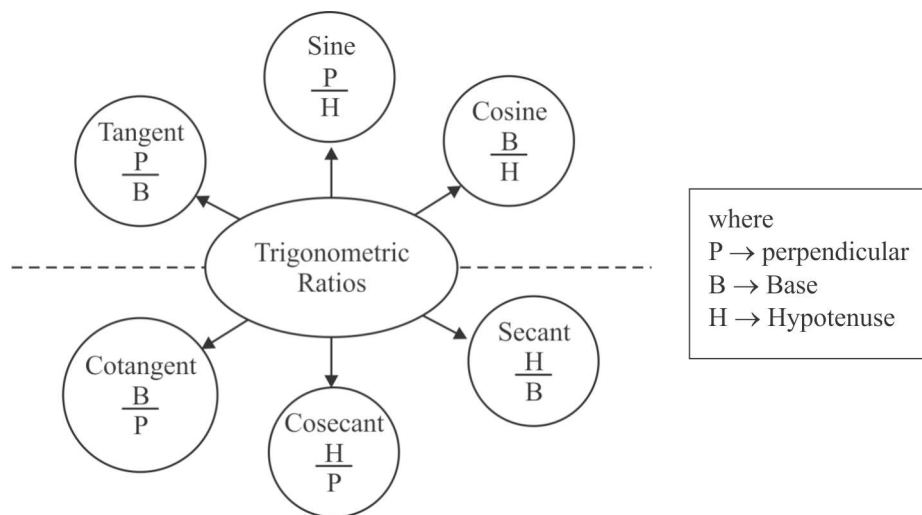 Sine
P
H
Tangent
P
B
Cosine
B
H
Trigonometric
Ratios
Cotangent
B
P
Cosecant
H
P
Secant
H
B
where
P → perpendicular
B → Base
H → Hypotenuse